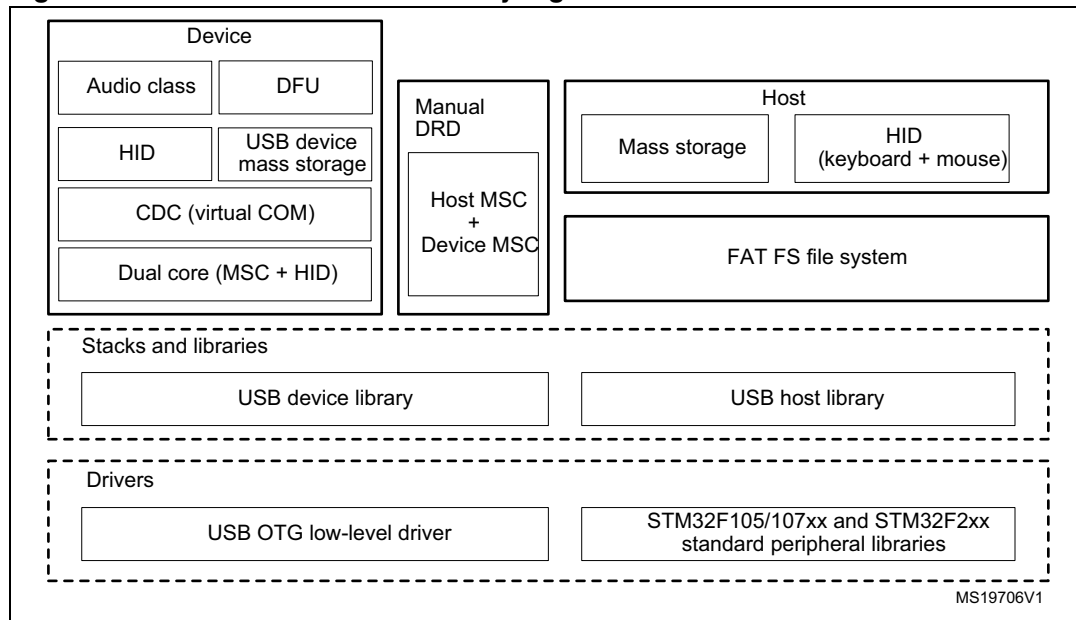 Device
Audio class
DFU
HID
USB device
mass storage
CDC (virtual COM)
Dual core (MSC + HID)
Manual
DRD
Host MSC
+
Device MSC
Host
Mass storage
HID
(keyboard + mouse)
FAT FS file system
Stacks and libraries
USB device library
USB host library
Drivers
USB OTG low-level driver
STM32F105/107xx and STM32F2xx
standard peripheral libraries
MS19706V1